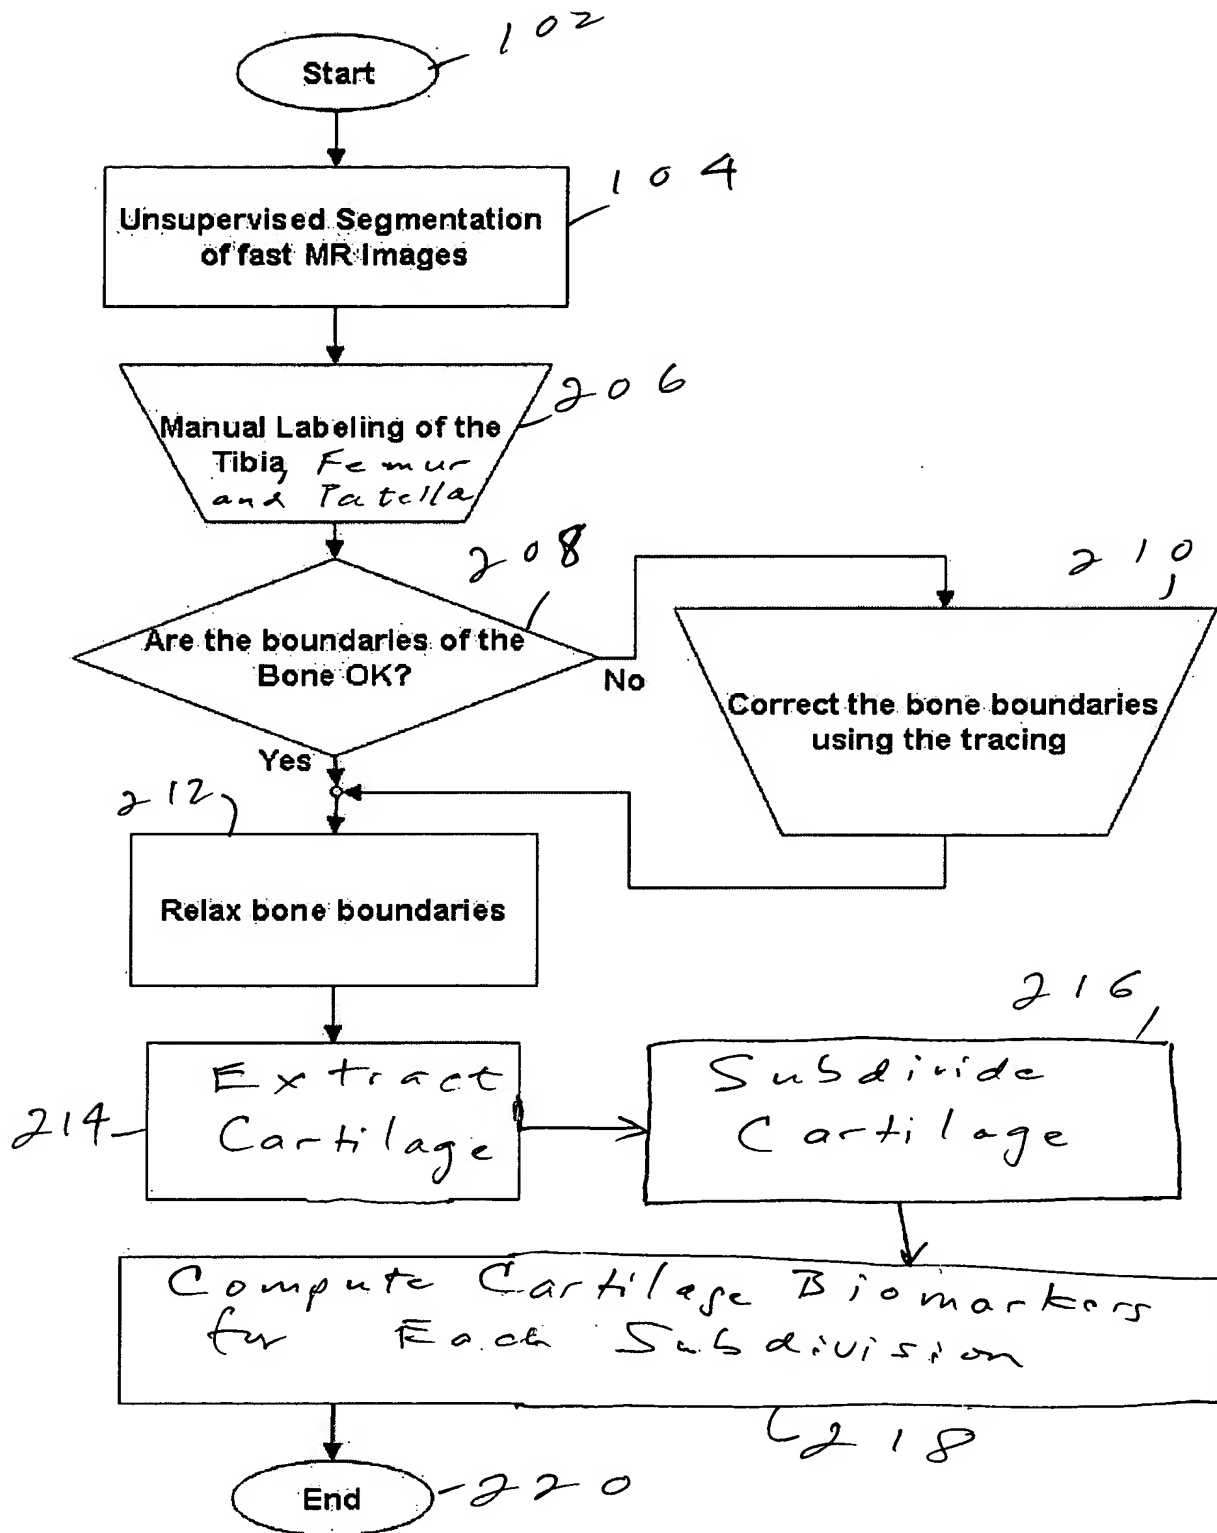 102
Start
104
Unsupervised Segmentation
of fast MR Images
206
Manual Labeling of the
Tibia, Femur
and Patella
208
Are the boundaries of the
Bone OK?
No
210
Correct the bone boundaries
using the tracing
Yes
212
Relax bone boundaries
214
Extract
Cartilage
216
Subdivide
Cartilage
Compute Cartilage Biomarkers
for Each Subdivision
218
End
220